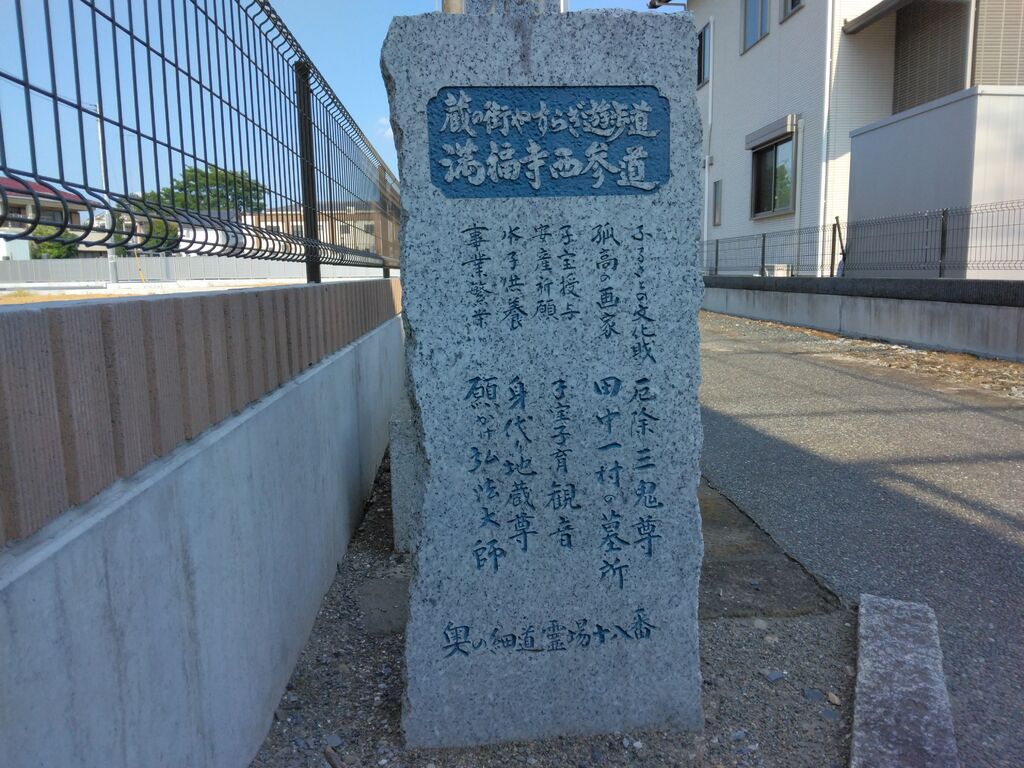 蔵の街やすらぎ遊歩道
満福寺西参道
ふるさとの文化財 厄除三鬼尊
孤高の画家 田中一村の墓所
子宝授与
安産祈願 子宝子育観音
水子供養 身代地蔵尊
事業繁栄 願かけ弘法大師
奥の細道霊場十八番